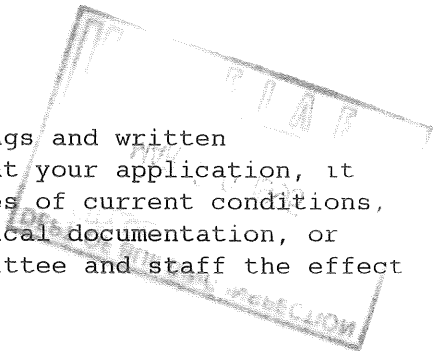 gs and written
t your application, it
s of current conditions,
cal documentation, or
ttee and staff the effect